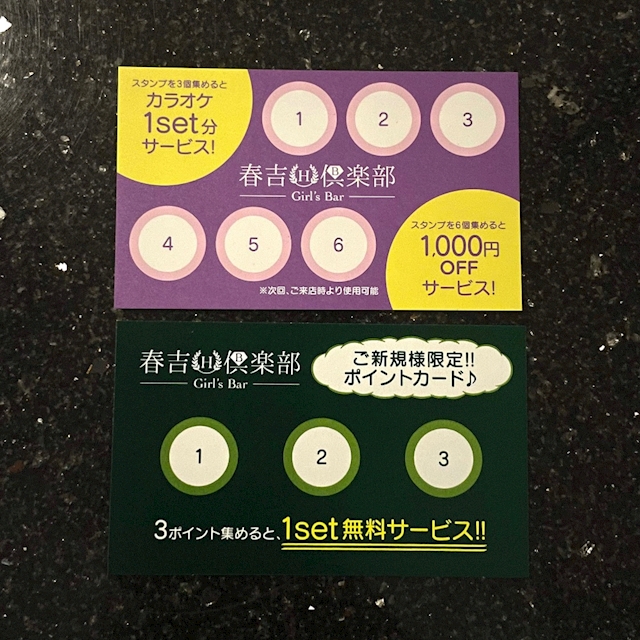 スタンプを3個集めると
カラオケ
1set分
サービス!
1
2
3
春吉HB倶楽部
Girl's Bar
4
5
6
スタンプを6個集めると
1,000円
OFF
サービス!
※次回、ご来店時より使用可能
春吉HB倶楽部
Girl's Bar
ご新規様限定!!
ポイントカード♪
1
2
3
3ポイント集めると、1set無料サービス!!